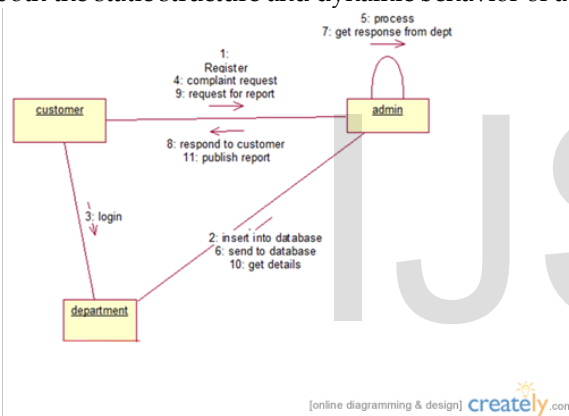 both the static structure and dynamic behavior of a
5: process
7: get response from dept
1:
Register
4: complaint request
9: request for report
customer
admin
8: respond to customer
11: publish report
3: login
2: insert into database
6: send to database
10: get details
department
IJS
[online diagramming & design] creately.com